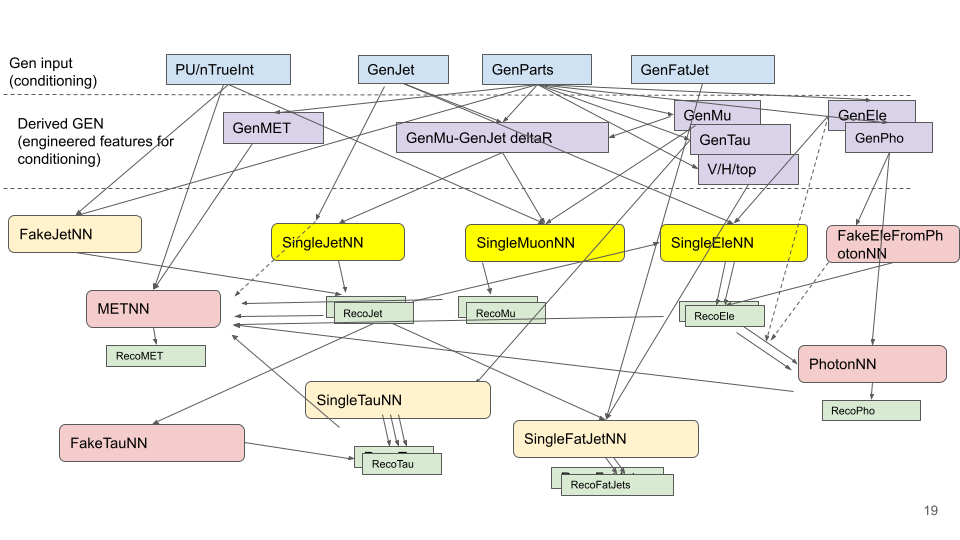 Gen input
(conditioning)
PU/nTrueInt
GenJet
GenParts
GenFatJet
Derived GEN
(engineered features for
conditioning)
GenMET
GenMu-GenJet deltaR
GenMu
GenTau
V/H/top
GenEle
GenPho
FakeJetNN
SingleJetNN
SingleMuonNN
SingleEleNN
FakeEleFromPh
otonNN
METNN
RecoJet
RecoMu
RecoEle
RecoMET
PhotonNN
SingleTauNN
RecoPho
FakeTauNN
SingleFatJetNN
RecoTau
RecoFatJets
19